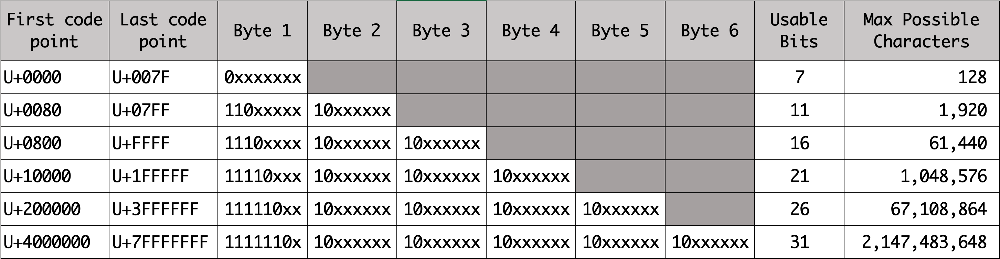 First code point Last code point Byte 1 Byte 2 Byte 3 Byte 4 Byte 5 Byte 6 Usable Bits Max Possible Characters
U+0000 U+007F 0xxxxxxx 7 128
U+0080 U+07FF 110xxxxx 10xxxxxx 11 1,920
U+0800 U+FFFF 1110xxxx 10xxxxxx 10xxxxxx 16 61,440
U+10000 U+1FFFFF 11110xxx 10xxxxxx 10xxxxxx 10xxxxxx 21 1,048,576
U+200000 U+3FFFFFF 111110xx 10xxxxxx 10xxxxxx 10xxxxxx 10xxxxxx 26 67,108,864
U+4000000 U+7FFFFFFF 1111110x 10xxxxxx 10xxxxxx 10xxxxxx 10xxxxxx 10xxxxxx 31 2,147,483,648